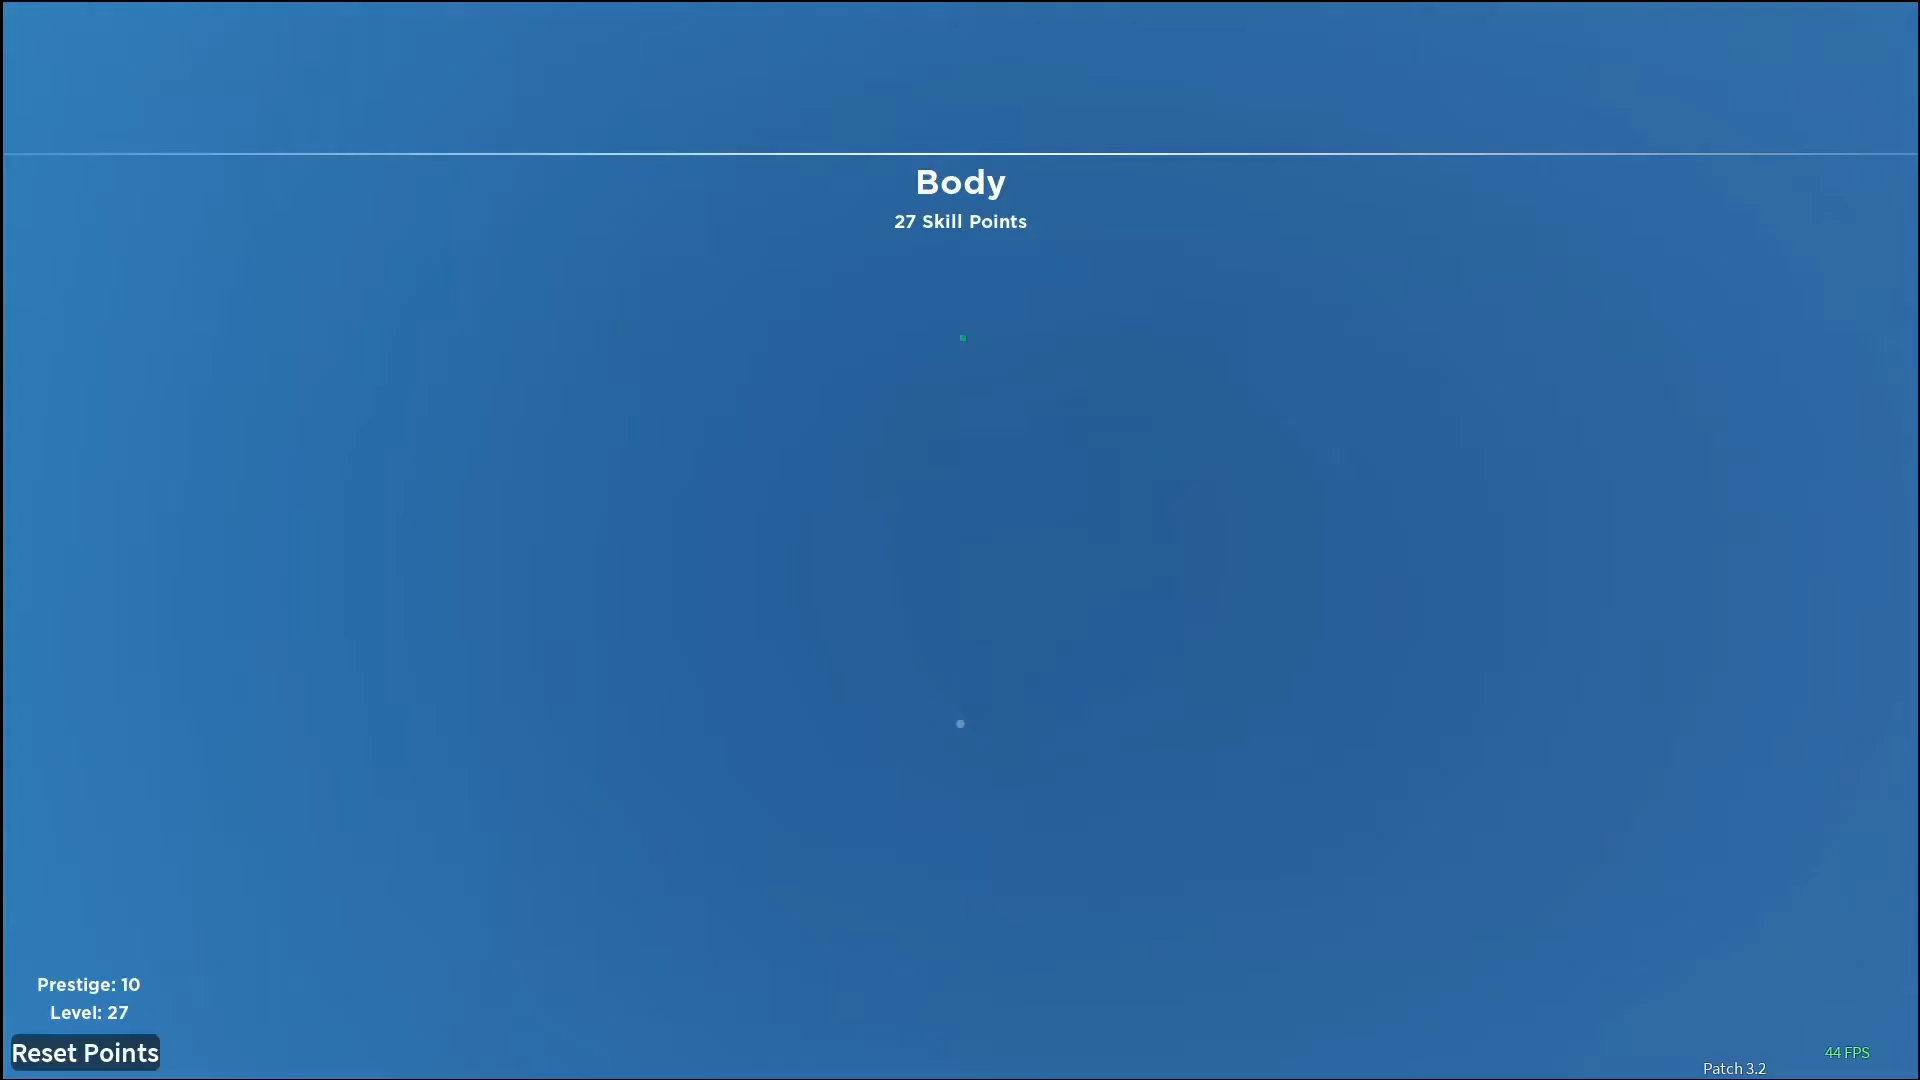 Body
27 Skill Points
Prestige: 10
Level: 27
Reset Points
44 FPS
Patch 3.2